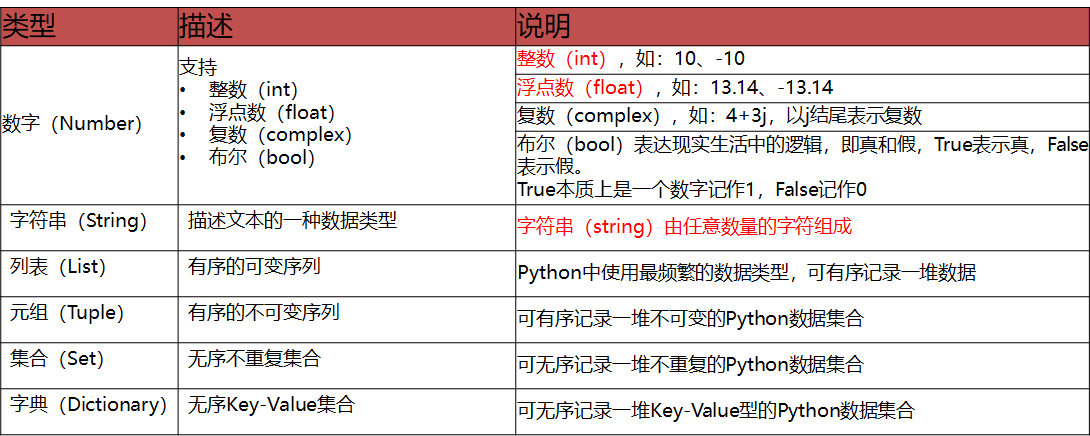 类型 描述 说明
数字（Number）
支持
• 整数（int）
• 浮点数（float）
• 复数（complex）
• 布尔（bool）
整数（int），如：10、-10
浮点数（float），如：13.14、-13.14
复数（complex），如：4+3j，以j结尾表示复数
布尔（bool）表达现实生活中的逻辑，即真和假，True表示真，False
表示假。
True本质上是一个数字记作1，False记作0
字符串（String） 描述文本的一种数据类型 字符串（string）由任意数量的字符组成
列表（List） 有序的可变序列 Python中使用最频繁的数据类型，可有序记录一堆数据
元组（Tuple） 有序的不可变序列 可有序记录一堆不可变的Python数据集合
集合（Set） 无序不重复集合 可无序记录一堆不重复的Python数据集合
字典（Dictionary） 无序Key-Value集合 可无序记录一堆Key-Value型的Python数据集合